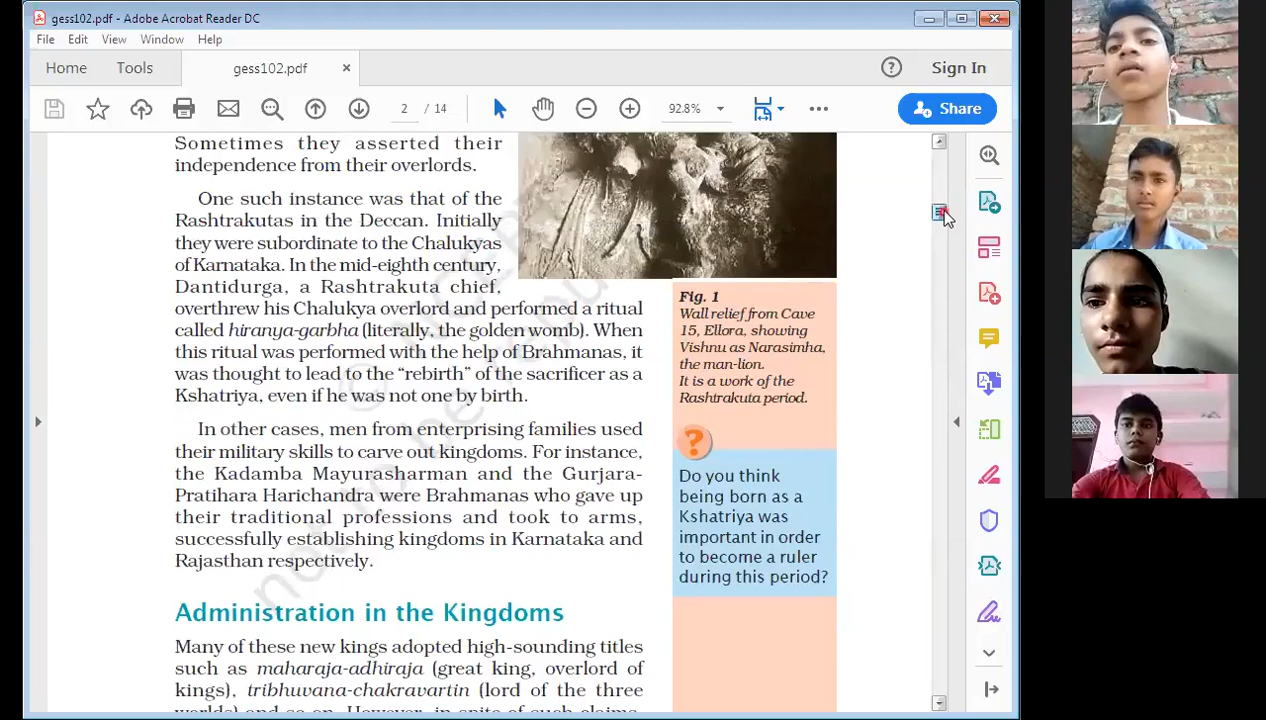 gess102.pdf - Adobe Acrobat Reader DC
File Edit View Window Help
Home Tools gess102.pdf × Sign In
2 / 14 92.8% Share
Sometimes they asserted their
independence from their overlords.
One such instance was that of the
Rashtrakutas in the Deccan. Initially
they were subordinate to the Chalukyas
of Karnataka. In the mid-eighth century,
Dantidurga, a Rashtrakuta chief,
overthrew his Chalukya overlord and performed a ritual
called hiranya-garbha (literally, the golden womb). When
this ritual was performed with the help of Brahmanas, it
was thought to lead to the “rebirth” of the sacrificer as a
Kshatriya, even if he was not one by birth.
In other cases, men from enterprising families used
their military skills to carve out kingdoms. For instance,
the Kadamba Mayurasharman and the Gurjara-
Pratihara Harichandra were Brahmanas who gave up
their traditional professions and took to arms,
successfully establishing kingdoms in Karnataka and
Rajasthan respectively.
Administration in the Kingdoms
Many of these new kings adopted high-sounding titles
such as maharaja-adhiraja (great king, overlord of
kings), tribhuvana-chakravartin (lord of the three
worlds) and so on. However, in spite of such claims,
Fig. 1
Wall relief from Cave
15, Ellora, showing
Vishnu as Narasimha,
the man-lion.
It is a work of the
Rashtrakuta period.
?
Do you think
being born as a
Kshatriya was
important in order
to become a ruler
during this period?